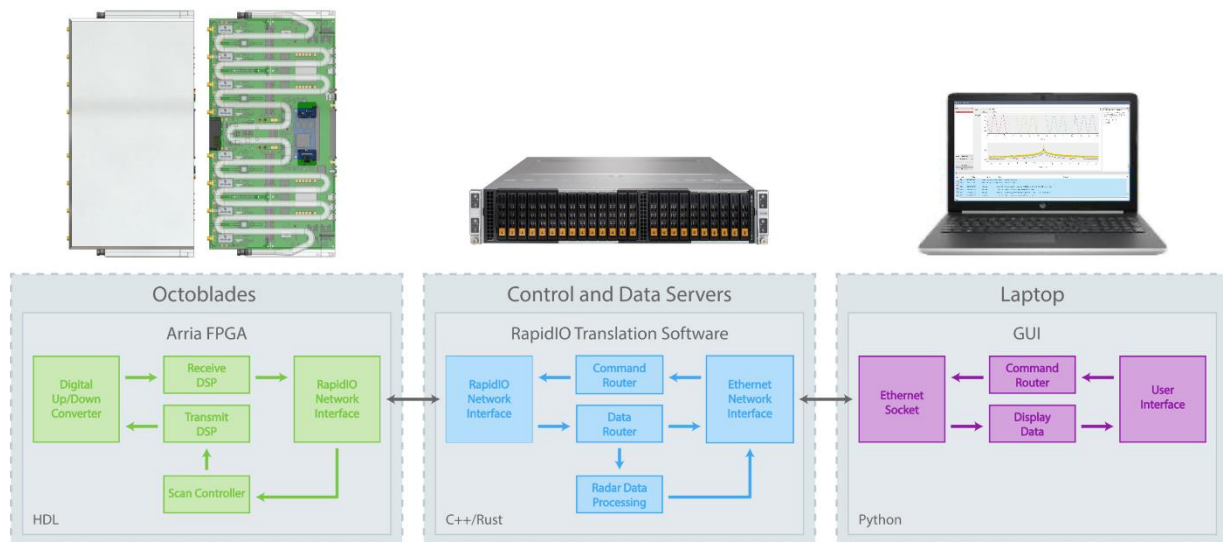 Octoblades
Arria FPGA
Digital
Up/Down
Converter
Receive
DSP
Transmit
DSP
RapidIO
Network
Interface
Scan Controller
HDL
Control and Data Servers
RapidIO Translation Software
RapidIO
Network
Interface
Command
Router
Data
Router
Radar Data
Processing
Ethernet
Network
Interface
C++/Rust
Laptop
GUI
Ethernet
Socket
Command
Router
Display
Data
User
Interface
Python